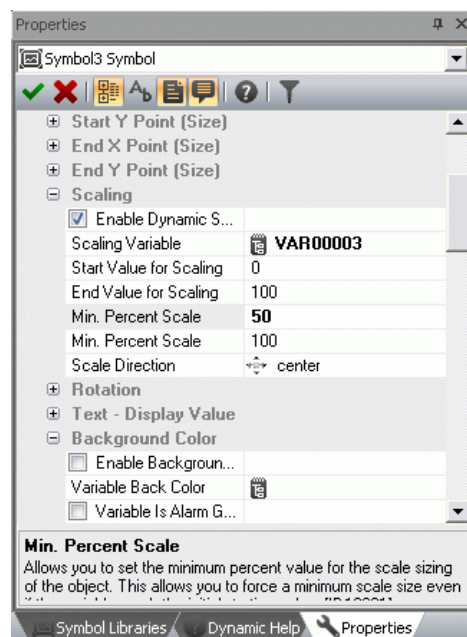 Properties
Symbol3 Symbol
Start Y Point (Size)
End X Point (Size)
End Y Point (Size)
Scaling
Enable Dynamic S...
Scaling Variable VAR00003
Start Value for Scaling 0
End Value for Scaling 100
Min. Percent Scale 50
Min. Percent Scale 100
Scale Direction center
Rotation
Text - Display Value
Background Color
Enable Backgroun...
Variable Back Color
Variable Is Alarm G...
Min. Percent Scale
Allows you to set the minimum percent value for the scale sizing
of the object. This allows you to force a minimum scale size even
Symbol Libraries Dynamic Help Properties